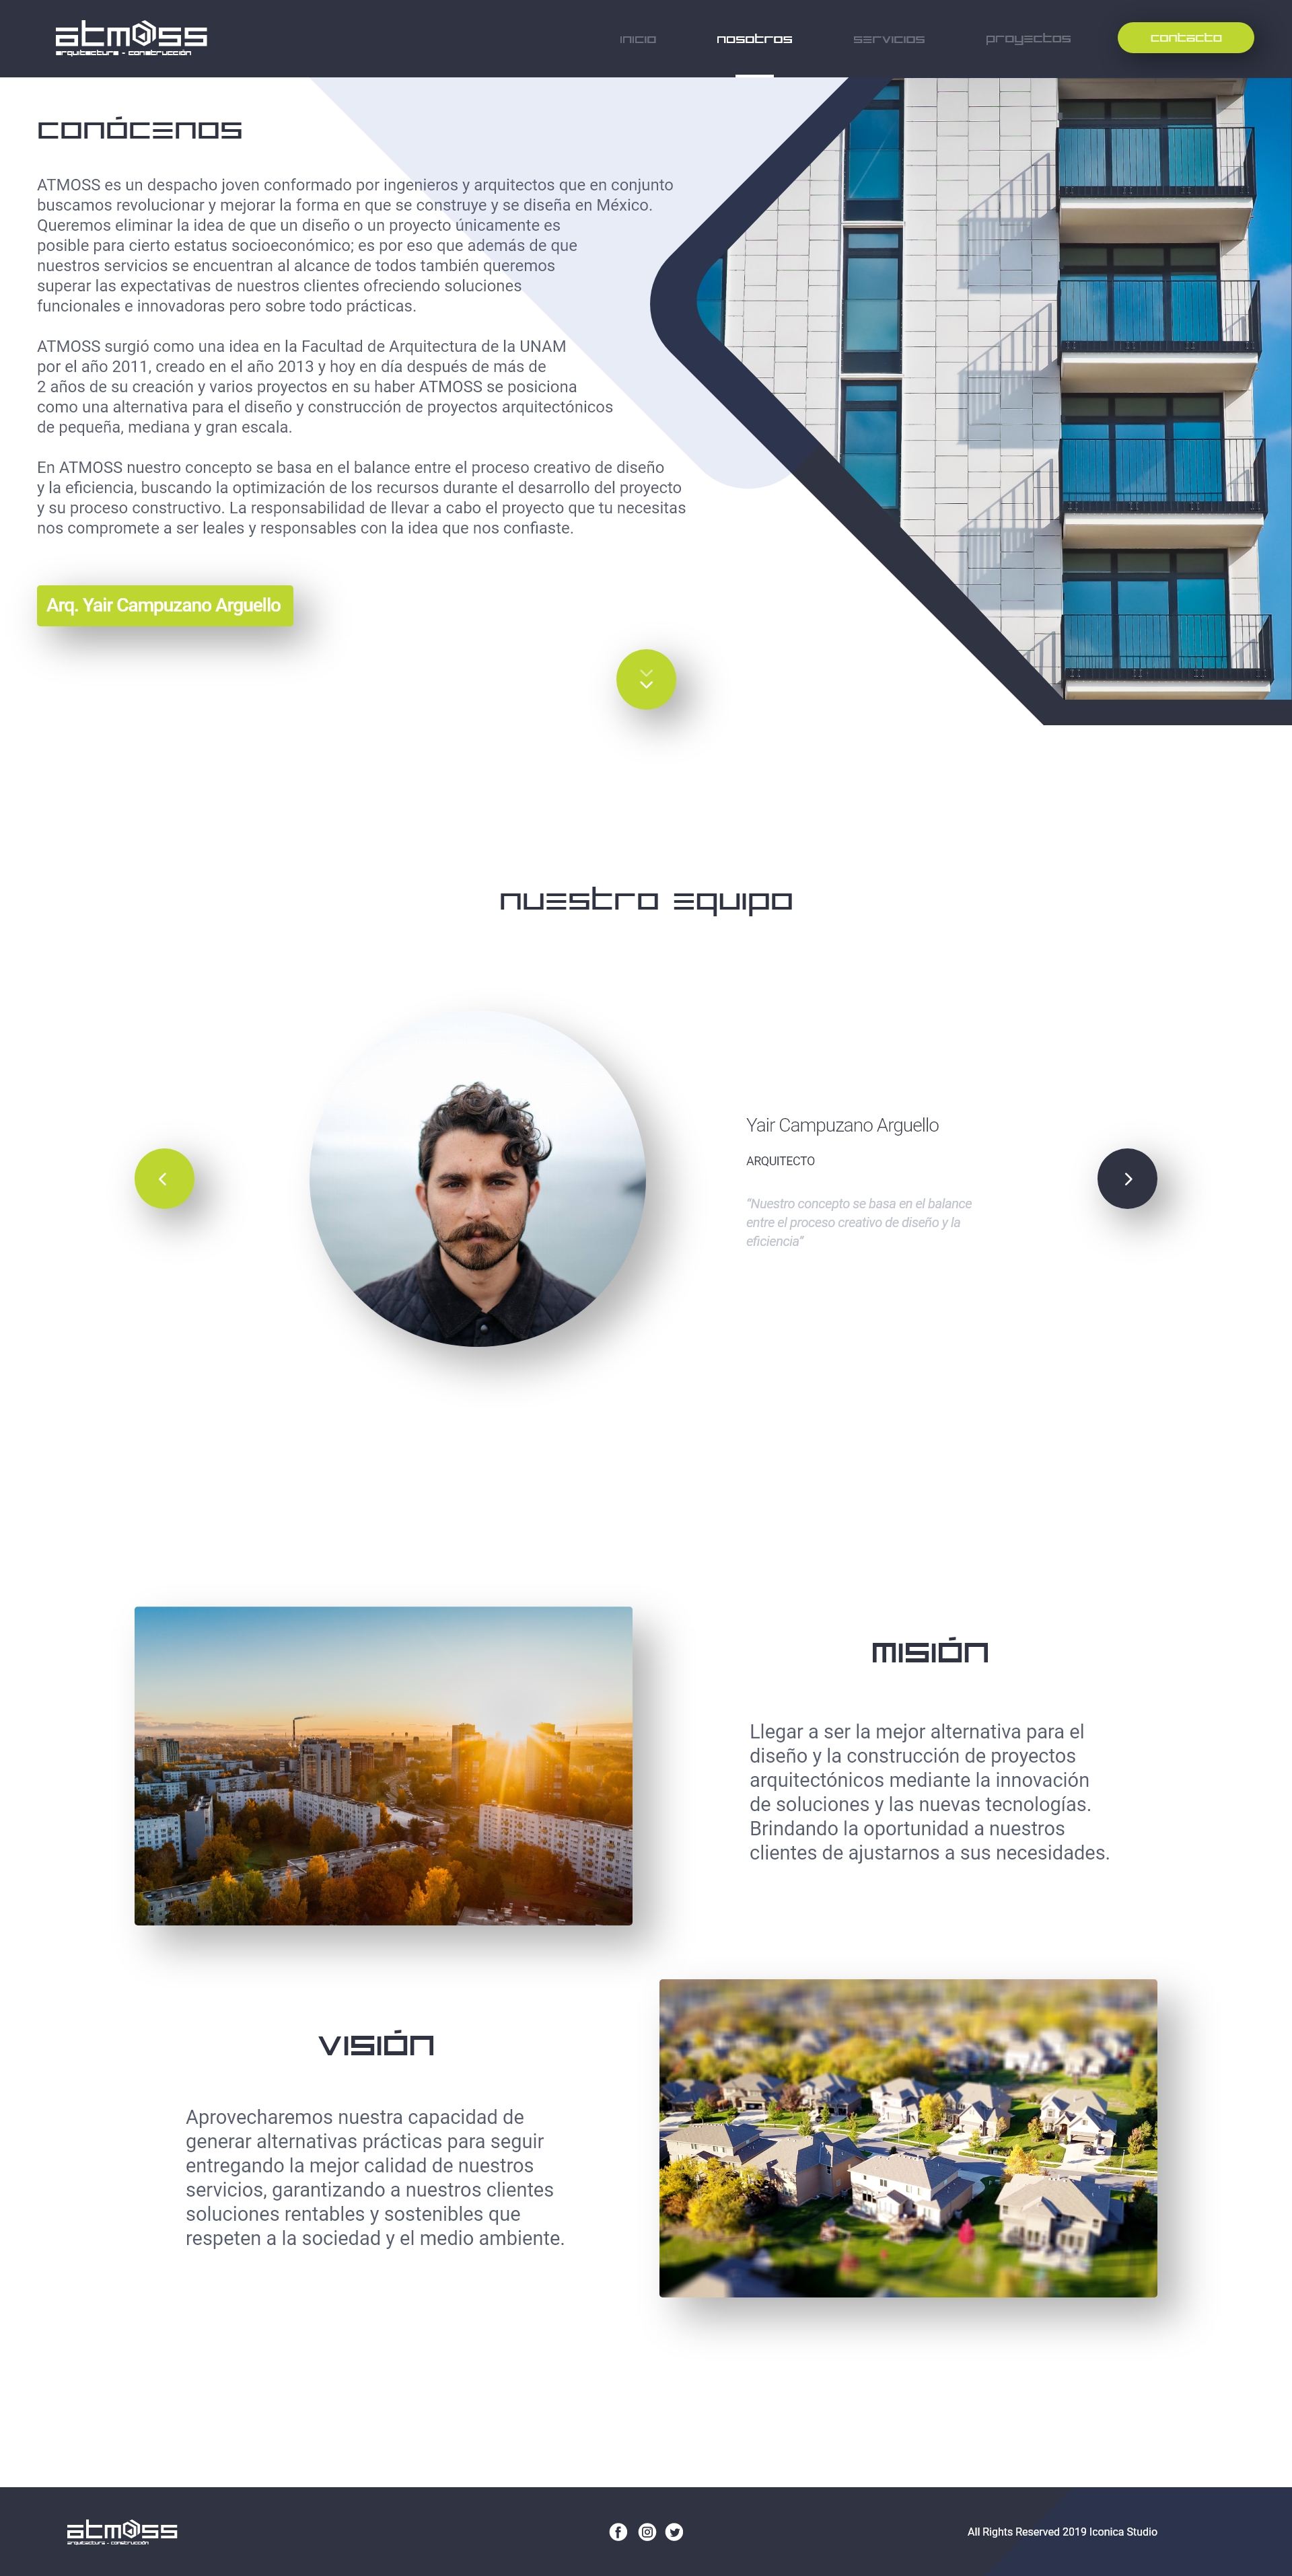 atmoss
arquitectura - construcción
inicio
nosotros
servicios
proyectos
contacto
conócenos
ATMOSS es un despacho joven conformado por ingenieros y arquitectos que en conjunto
buscamos revolucionar y mejorar la forma en que se construye y se diseña en México.
Queremos eliminar la idea de que un diseño o un proyecto únicamente es
posible para cierto estatus socioeconómico; es por eso que además de que
nuestros servicios se encuentran al alcance de todos también queremos
superar las expectativas de nuestros clientes ofreciendo soluciones
funcionales e innovadoras pero sobre todo prácticas.
ATMOSS surgió como una idea en la Facultad de Arquitectura de la UNAM
por el año 2011, creado en el año 2013 y hoy en día después de más de
2 años de su creación y varios proyectos en su haber ATMOSS se posiciona
como una alternativa para el diseño y construcción de proyectos arquitectónicos
de pequeña, mediana y gran escala.
En ATMOSS nuestro concepto se basa en el balance entre el proceso creativo de diseño
y la eficiencia, buscando la optimización de los recursos durante el desarrollo del proyecto
y su proceso constructivo. La responsabilidad de llevar a cabo el proyecto que tu necesitas
nos compromete a ser leales y responsables con la idea que nos confiaste.
Arq. Yair Campuzano Arguello
nuestro equipo
Yair Campuzano Arguello
ARQUITECTO
“Nuestro concepto se basa en el balance
entre el proceso creativo de diseño y la
eficiencia”
misión
Llegar a ser la mejor alternativa para el
diseño y la construcción de proyectos
arquitectónicos mediante la innovación
de soluciones y las nuevas tecnologías.
Brindando la oportunidad a nuestros
clientes de ajustarnos a sus necesidades.
visión
Aprovecharemos nuestra capacidad de
generar alternativas prácticas para seguir
entregando la mejor calidad de nuestros
servicios, garantizando a nuestros clientes
soluciones rentables y sostenibles que
respeten a la sociedad y el medio ambiente.
atmoss
arquitectura - construcción
All Rights Reserved 2019 Iconica Studio